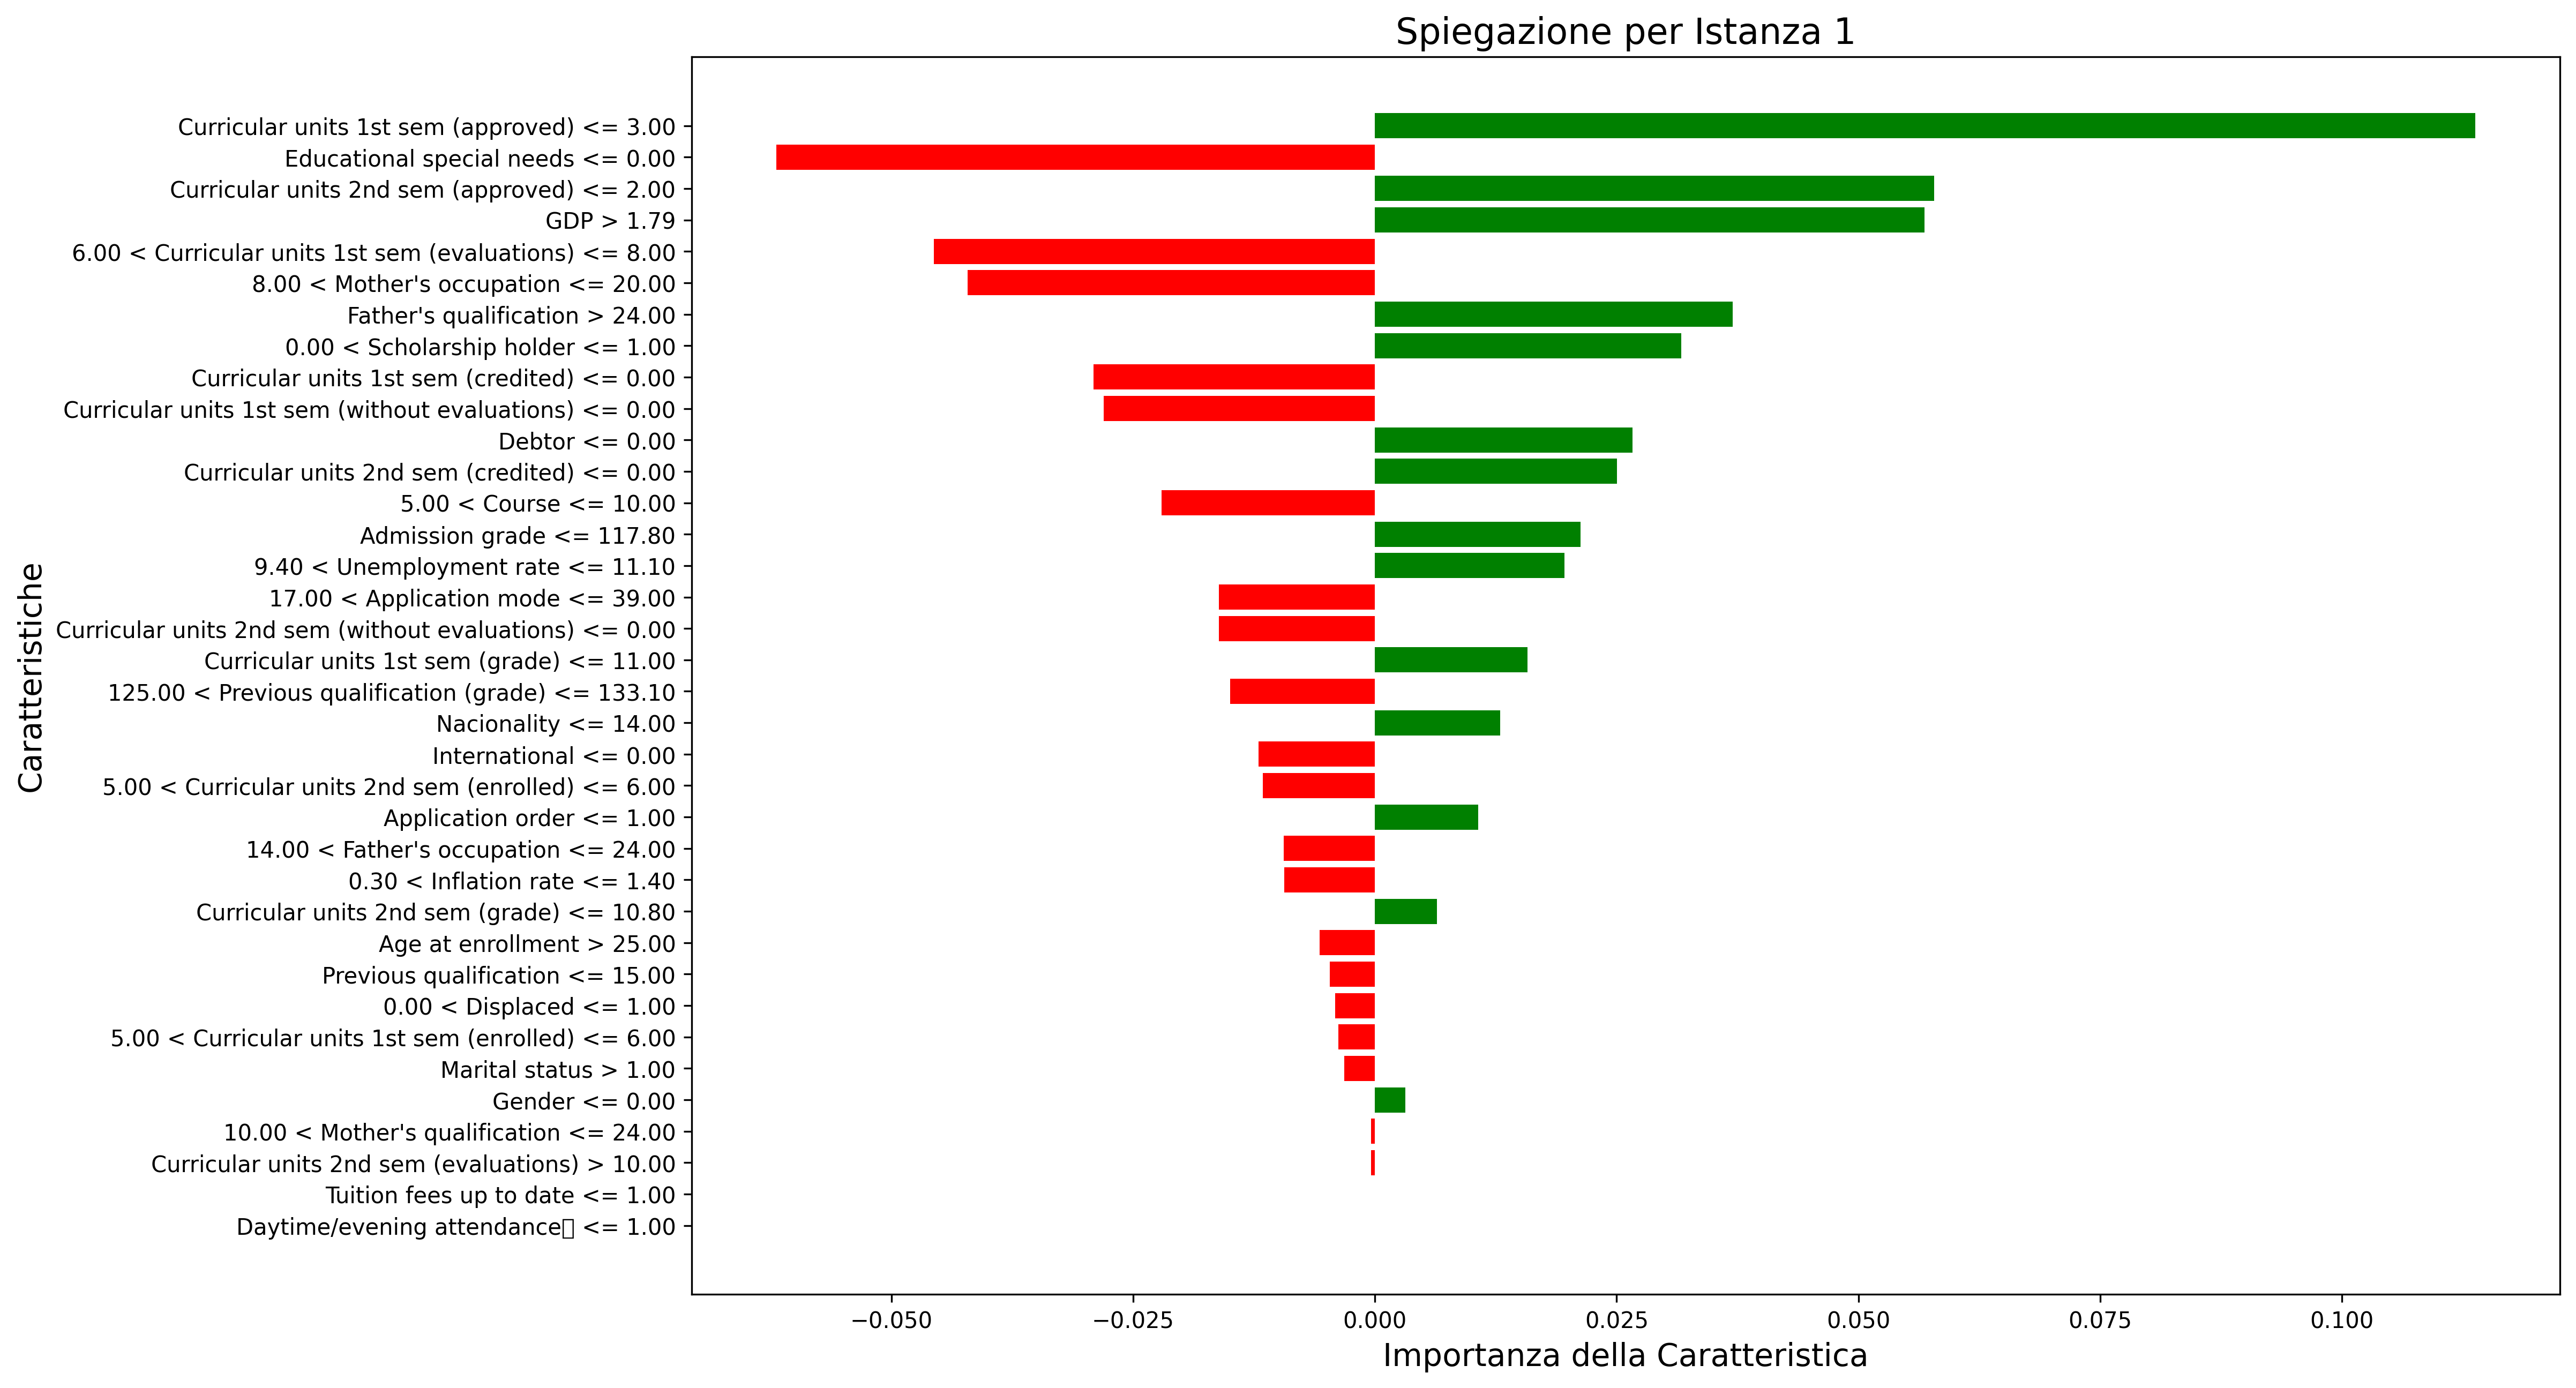 Spiegazione per Istanza 1
Curricular units 1st sem (approved) <= 3.00
Educational special needs <= 0.00
Curricular units 2nd sem (approved) <= 2.00
GDP > 1.79
6.00 < Curricular units 1st sem (evaluations) <= 8.00
8.00 < Mother's occupation <= 20.00
Father's qualification > 24.00
0.00 < Scholarship holder <= 1.00
Curricular units 1st sem (credited) <= 0.00
Curricular units 1st sem (without evaluations) <= 0.00
Debtor <= 0.00
Curricular units 2nd sem (credited) <= 0.00
5.00 < Course <= 10.00
Admission grade <= 117.80
9.40 < Unemployment rate <= 11.10
17.00 < Application mode <= 39.00
Curricular units 2nd sem (without evaluations) <= 0.00
Curricular units 1st sem (grade) <= 11.00
125.00 < Previous qualification (grade) <= 133.10
Nacionality <= 14.00
International <= 0.00
5.00 < Curricular units 2nd sem (enrolled) <= 6.00
Application order <= 1.00
14.00 < Father's occupation <= 24.00
0.30 < Inflation rate <= 1.40
Curricular units 2nd sem (grade) <= 10.80
Age at enrollment > 25.00
Previous qualification <= 15.00
0.00 < Displaced <= 1.00
5.00 < Curricular units 1st sem (enrolled) <= 6.00
Marital status > 1.00
Gender <= 0.00
10.00 < Mother's qualification <= 24.00
Curricular units 2nd sem (evaluations) > 10.00
Tuition fees up to date <= 1.00
Daytime/evening attendance▯ <= 1.00
Caratteristiche
−0.050 −0.025 0.000 0.025 0.050 0.075 0.100
Importanza della Caratteristica